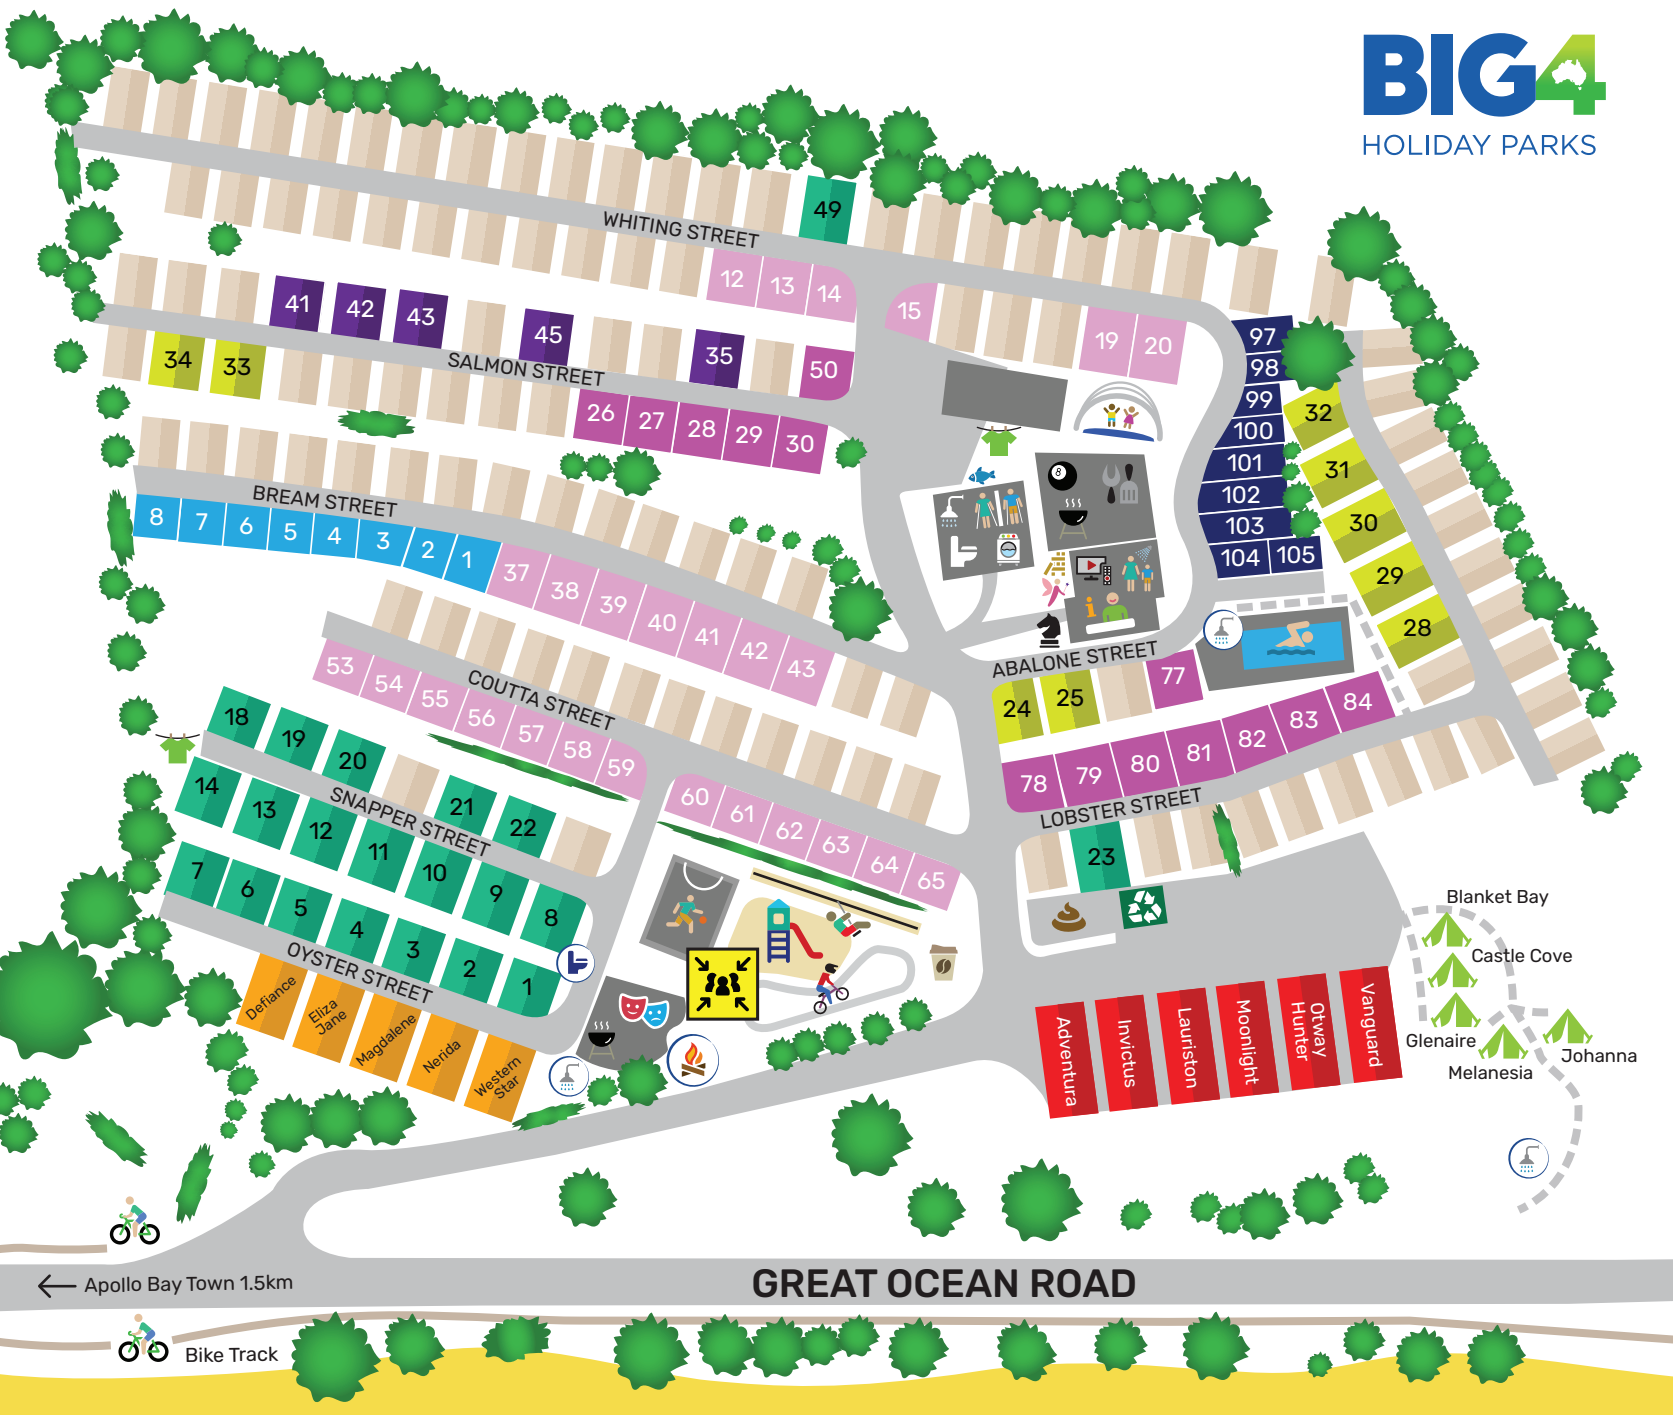 BIG4
HOLIDAY PARKS
49
WHITING STREET
12 13 14
15
19 20
41 42 43
45
35
50
34 33
SALMON STREET
26 27 28 29 30
97
98
99
100
101
102
103
104 105
32
31
30
29
28
8
BREAM STREET
8 7 6 5 4 3 2 1
37 38 39 40 41 42 43
i
ABALONE STREET
24 25
77
53 54 55 56 57 58 59
COUTTA STREET
78 79 80 81 82 83 84
LOBSTER STREET
23
60 61 62 63 64 65
18 19 20
21 22
SNAPPER STREET
14 13 12 11 10 9 8
7 6 5 4 3 2 1
OYSTER STREET
Defiance
Eliza
Jane
Magdalene
Nerida
Western
Star
Adventura
Invictus
Lauriston
Moonlight
Otway
Hunter
Vanguard
Blanket Bay
Castle Cove
Glenaire
Melanesia
Johanna
Apollo Bay Town 1.5km
GREAT OCEAN ROAD
Bike Track